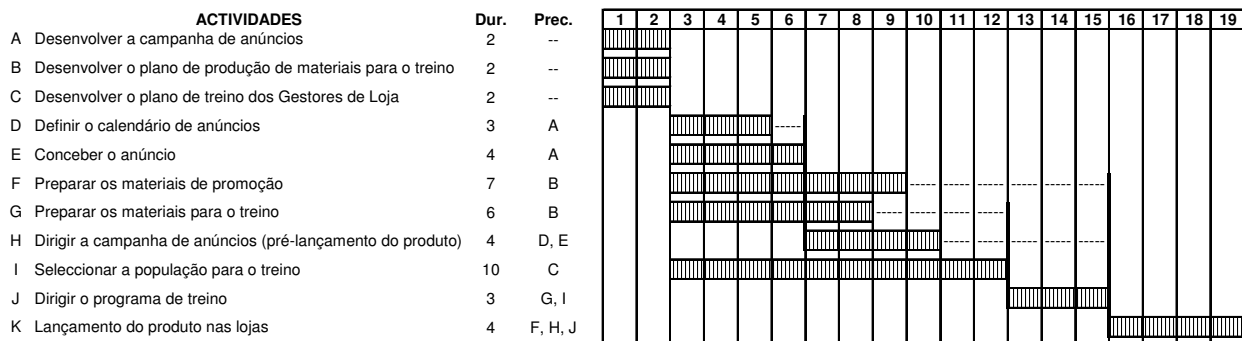 ACTIVIDADES Dur. Prec. 1 2 3 4 5 6 7 8 9 10 11 12 13 14 15 16 17 18 19
A Desenvolver a campanha de anúncios 2 --
B Desenvolver o plano de produção de materiais para o treino 2 --
C Desenvolver o plano de treino dos Gestores de Loja 2 --
D Definir o calendário de anúncios 3 A
E Conceber o anúncio 4 A
F Preparar os materiais de promoção 7 B
G Preparar os materiais para o treino 6 B
H Dirigir a campanha de anúncios (pré-lançamento do produto) 4 D, E
I Seleccionar a população para o treino 10 C
J Dirigir o programa de treino 3 G, I
K Lançamento do produto nas lojas 4 F, H, J